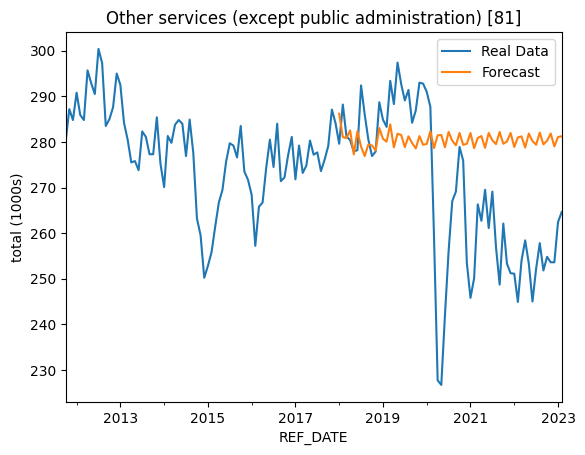 Other services (except public administration) [81]
Real Data
Forecast
total (1000s)
300
290
280
270
260
250
240
230
2013
2015
2017
2019
2021
2023
REF_DATE